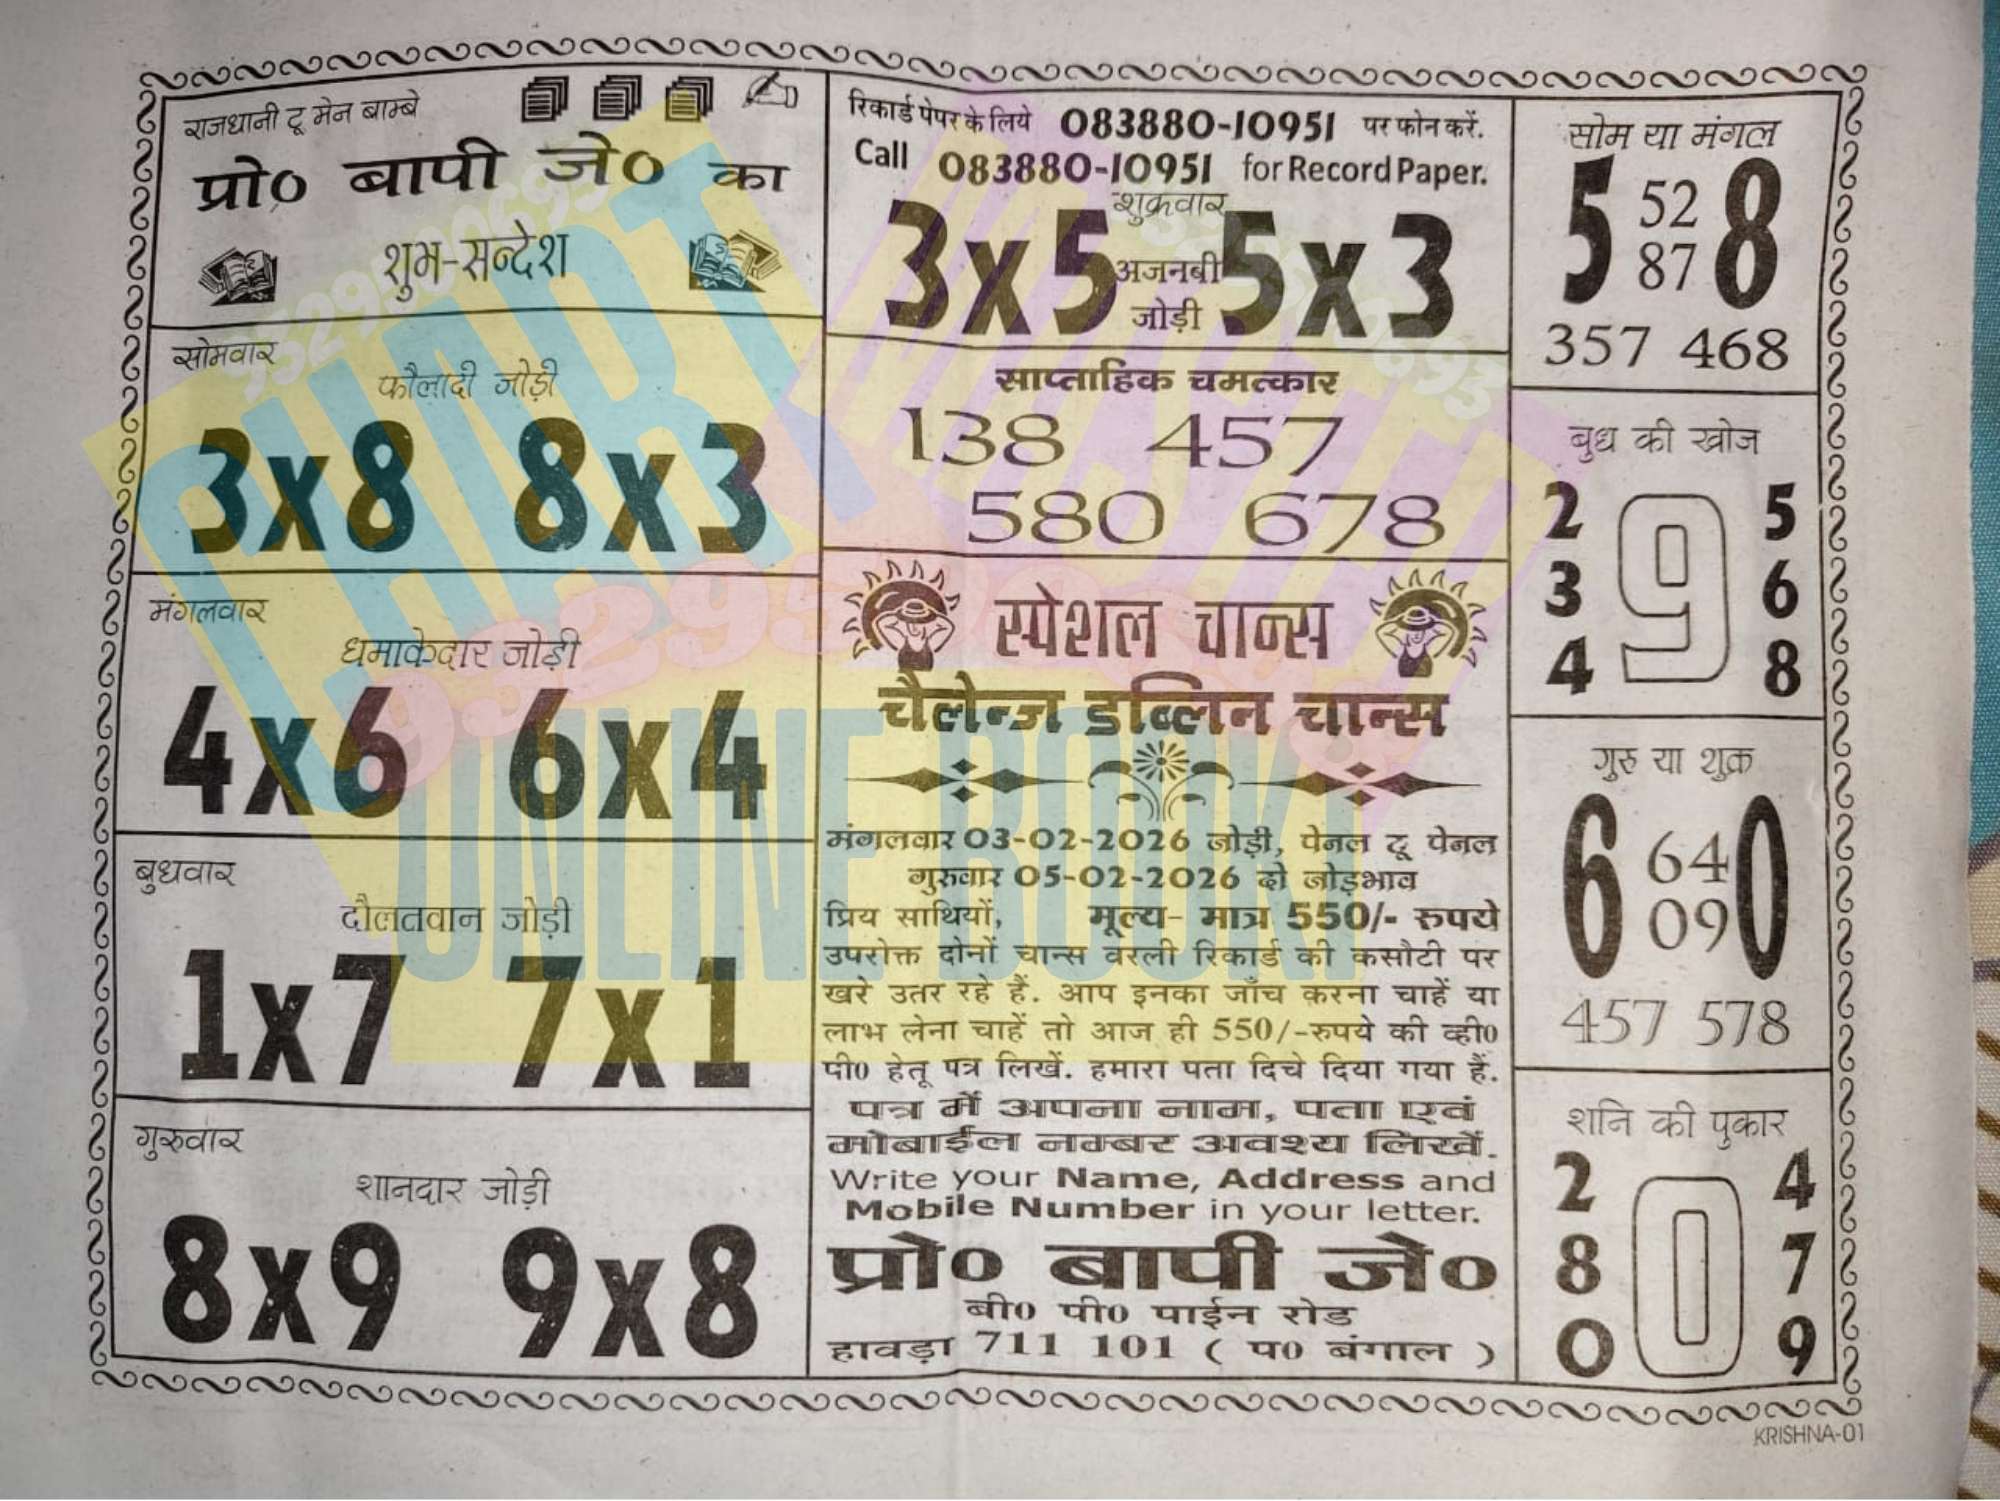 राजधानी टू मेन बाम्बे
प्रो० बापी जे० का
शुभ-सन्देश
सोमवार
फौलादी जोड़ी
3x8 8x3
मंगलवार
धमाकेदार जोड़ी
4x6 6x4
बुधवार
दौलतवान जोड़ी
1x7 7x1
गुरुवार
शानदार जोड़ी
8x9 9x8
रिकार्ड पेपर के लिये 083880-10951 पर फोन करें.
Call 083880-10951 for Record Paper.
शुक्रवार
3x5 5x3
अजनबी
जोड़ी
साप्ताहिक चमत्कार
138 457
580 678
स्पेशल चान्स
चैलेन्ज डब्लिन चान्स
मंगलवार 03-02-2026 जोड़ी, पेनल टू पेनल
गुरुवार 05-02-2026 दो जोड़भाव
प्रिय साथियों, मूल्य- मात्र 550/- रुपये
उपरोक्त दोनों चान्स वरली रिकार्ड की कसौटी पर
खरे उतर रहे हैं. आप इनका जाँच करना चाहें या
लाभ लेना चाहें तो आज ही 550/-रुपये की व्ही०
पी० हेतू पत्र लिखें. हमारा पता दिचे दिया गया हैं.
पत्र में अपना नाम, पता एवं
मोबाईल नम्बर अवश्य लिखें.
Write your Name, Address and
Mobile Number in your letter.
प्रो० बापी जे०
बी० पी० पाईन रोड
हावड़ा 711 101 ( प० बंगाल )
सोम या मंगल
5 52 8
87
357 468
बुध की खोज
2 9 5
3 6
4 8
गुरु या शुक्र
6 64 0
09
457 578
शनि की पुकार
2 0 4
8 7
0 9
KRISHNA-01
ONLINE BOOKI